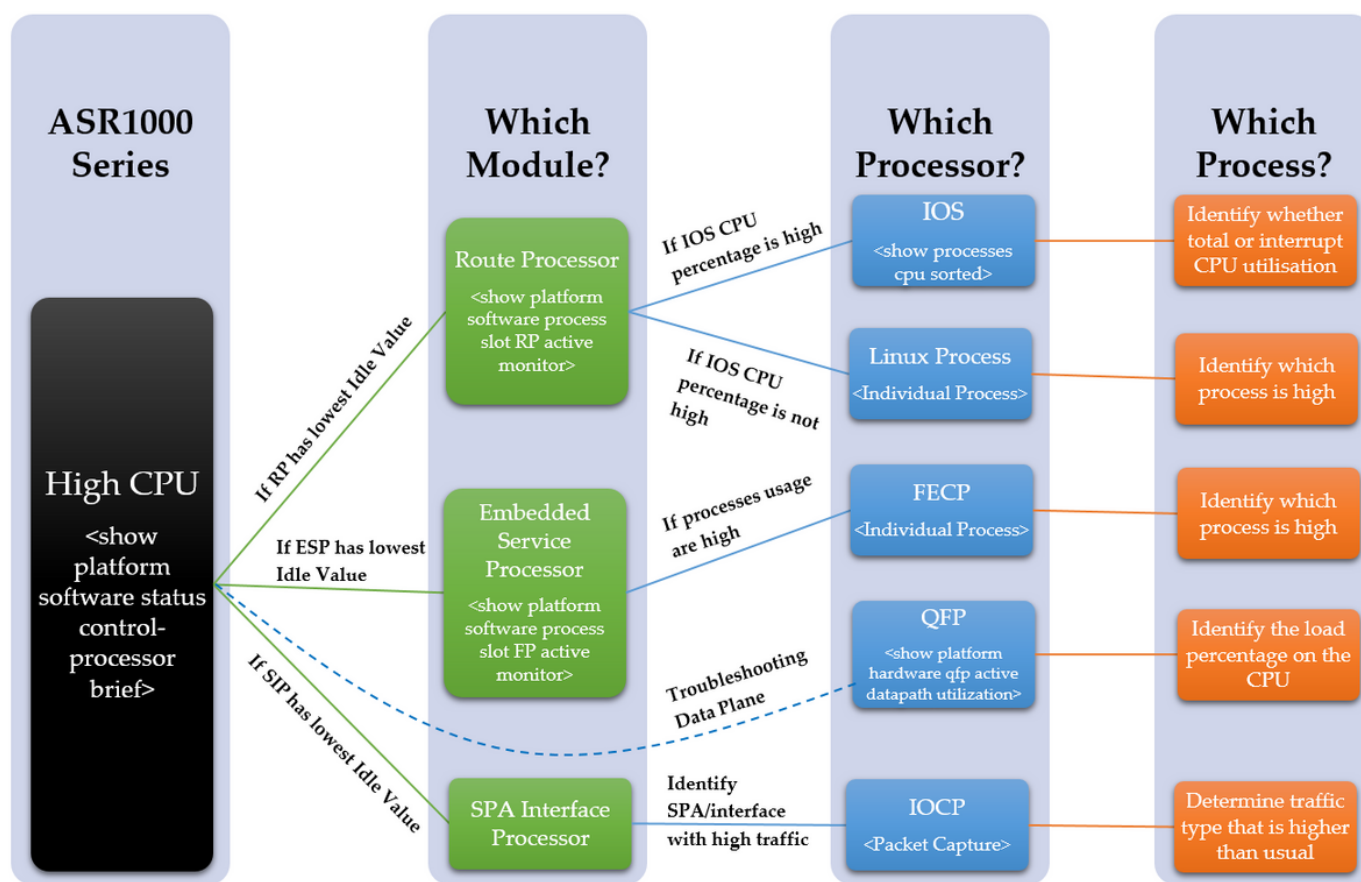 ASR1000
Series
High CPU
<show
platform
software status
control-
processor
brief>
If RP has lowest Idle Value
If ESP has lowest
Idle Value
If SIP has lowest Idle Value
Which
Module?
Route Processor
<show platform
software process
slot RP active
monitor>
Embedded
Service
Processor
<show platform
software process
slot FP active
monitor>
SPA Interface
Processor
If IOS CPU
percentage is high
If IOS CPU
percentage is not
high
If processes usage
are high
Troubleshooting
Data Plane
Identify
SPA/interface
with high traffic
Which
Processor?
IOS
<show processes
cpu sorted>
Linux Process
<Individual Process>
FECP
<Individual Process>
QFP
<show platform
hardware qfp active
datapath utilization>
IOCP
<Packet Capture>
Which
Process?
Identify whether
total or interrupt
CPU utilisation
Identify which
process is high
Identify which
process is high
Identify the load
percentage on the
CPU
Determine traffic
type that is higher
than usual